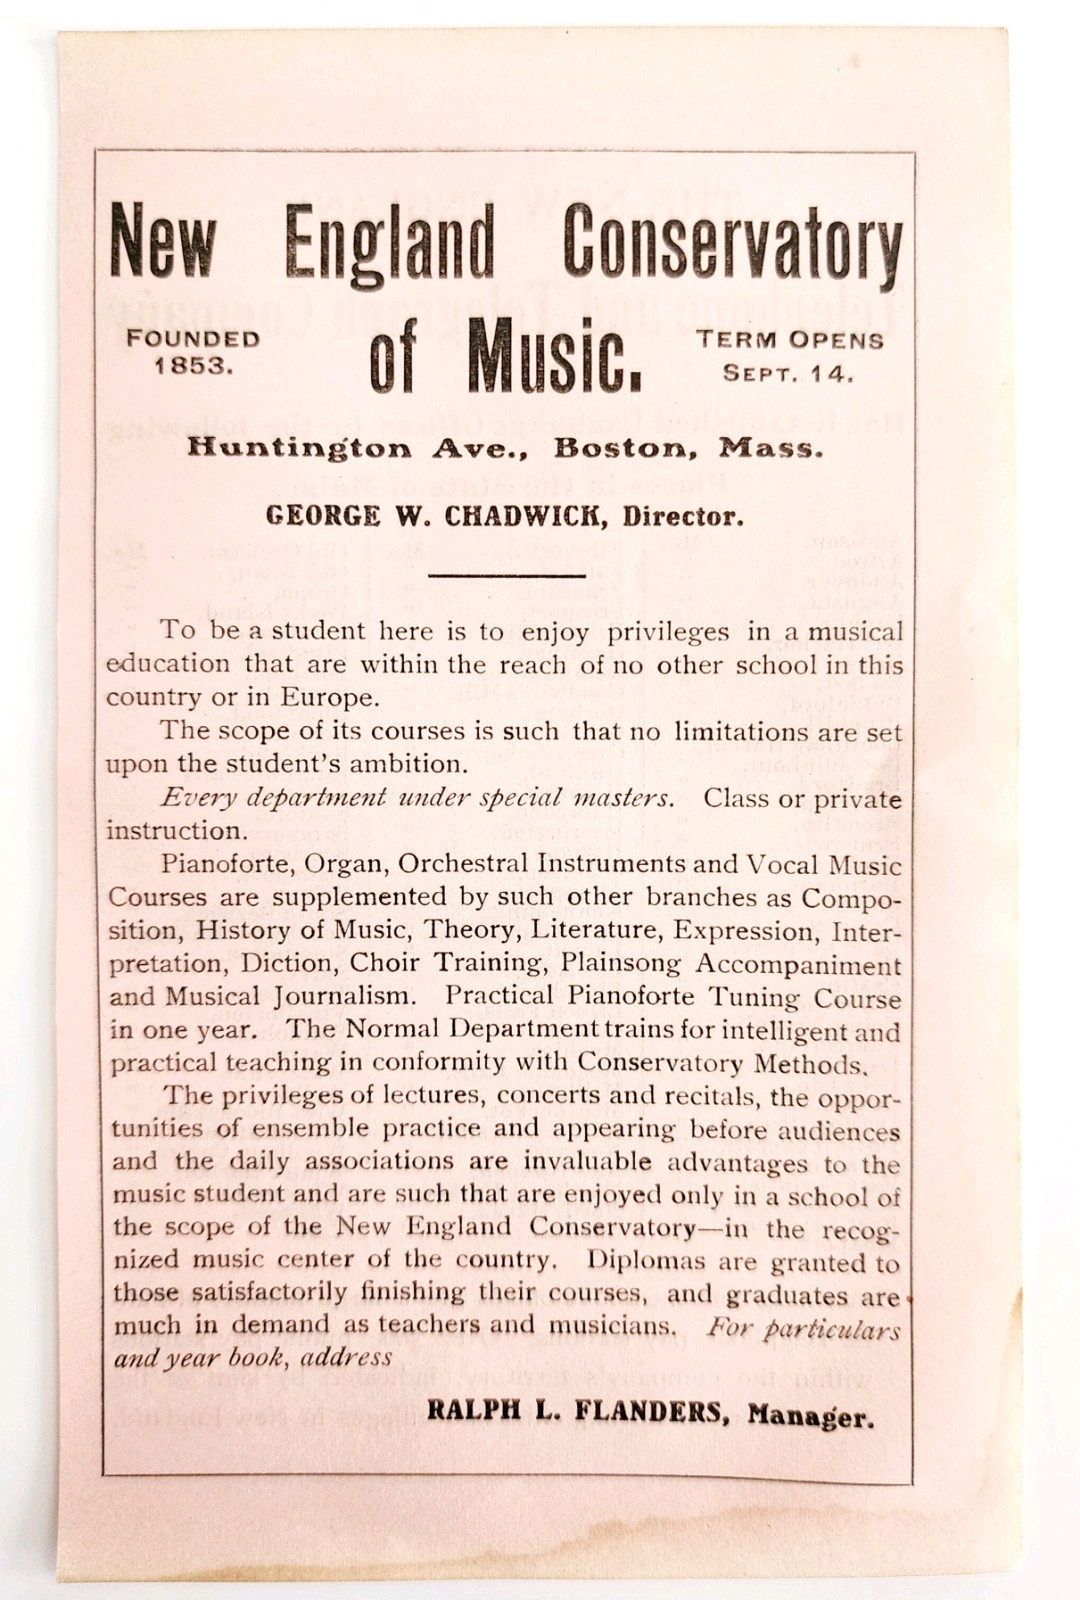 New England Conservatory
FOUNDED
1853.
of Music.
TERM OPENS
SEPT. 14.
Huntington Ave., Boston, Mass.
GEORGE W. CHADWICK, Director.
To be a student here is to enjoy privileges in a musical
education that are within the reach of no other school in this
country or in Europe.
The scope of its courses is such that no limitations are set
upon the student's ambition.
Every department under special masters. Class or private
instruction.
Pianoforte, Organ, Orchestral Instruments and Vocal Music
Courses are supplemented by such other branches as Compo-
sition, History of Music, Theory, Literature, Expression, Inter-
pretation, Diction, Choir Training, Plainsong Accompaniment
and Musical Journalism. Practical Pianoforte Tuning Course
in one year. The Normal Department trains for intelligent and
practical teaching in conformity with Conservatory Methods.
The privileges of lectures, concerts and recitals, the oppor-
tunities of ensemble practice and appearing before audiences
and the daily associations are invaluable advantages to the
music student and are such that are enjoyed only in a school of
the scope of the New England Conservatory—in the recog-
nized music center of the country. Diplomas are granted to
those satisfactorily finishing their courses, and graduates are
much in demand as teachers and musicians. For particulars
and year book, address
RALPH L. FLANDERS, Manager.